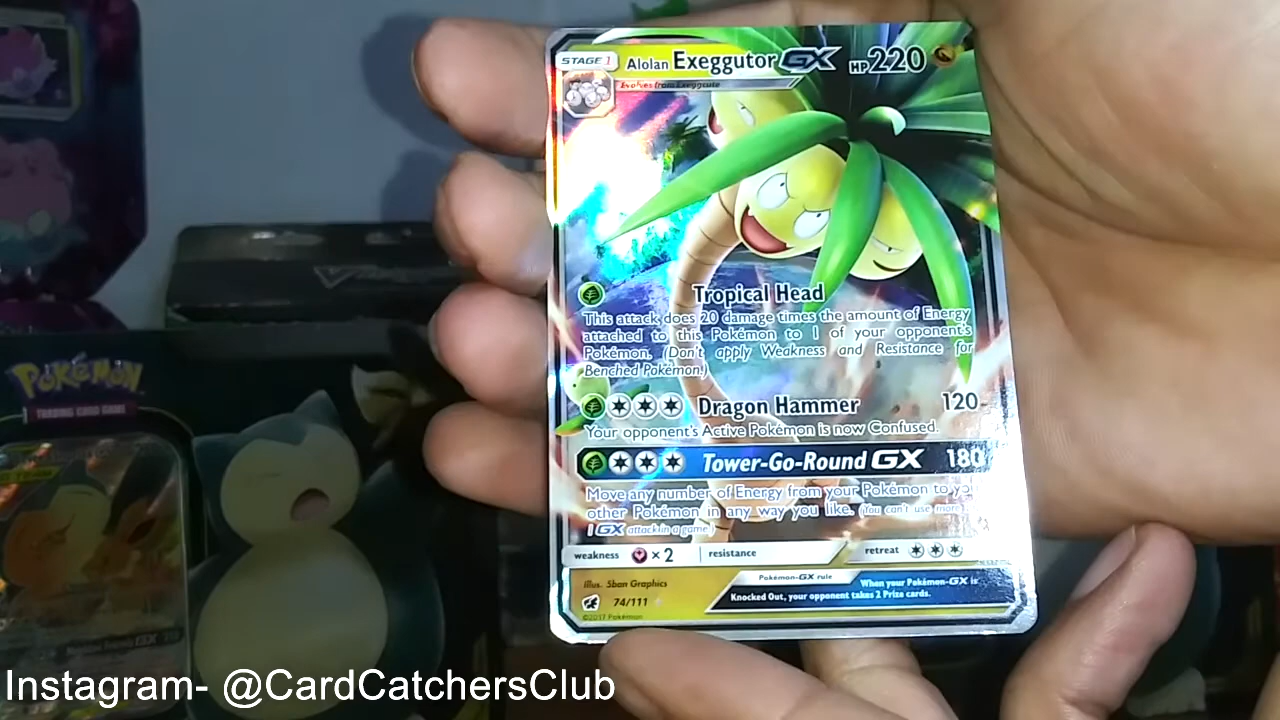 STAGE 1 Alolan Exeggutor GX HP220
Evolves from Exeggcute
Tropical Head
This attack does 20 damage times the amount of Energy
attached to this Pokémon to 1 of your opponent's
Pokémon. (Don't apply Weakness and Resistance for
Benched Pokémon.)
Dragon Hammer 120
Your opponent's Active Pokémon is now Confused.
Tower-Go-Round GX 180
Move any number of Energy from your Pokémon to your
other Pokémon in any way you like. (You can't use more
1 GX attack in a game.)
weakness ×2 resistance retreat
Pokémon-GX rule
When your Pokémon-GX is
Knocked Out, your opponent takes 2 Prize cards.
Illus. 5ban Graphics
74/111
©2017 Pokémon
POKÉMON
TRADING CARD GAME
Instagram- @CardCatchersClub